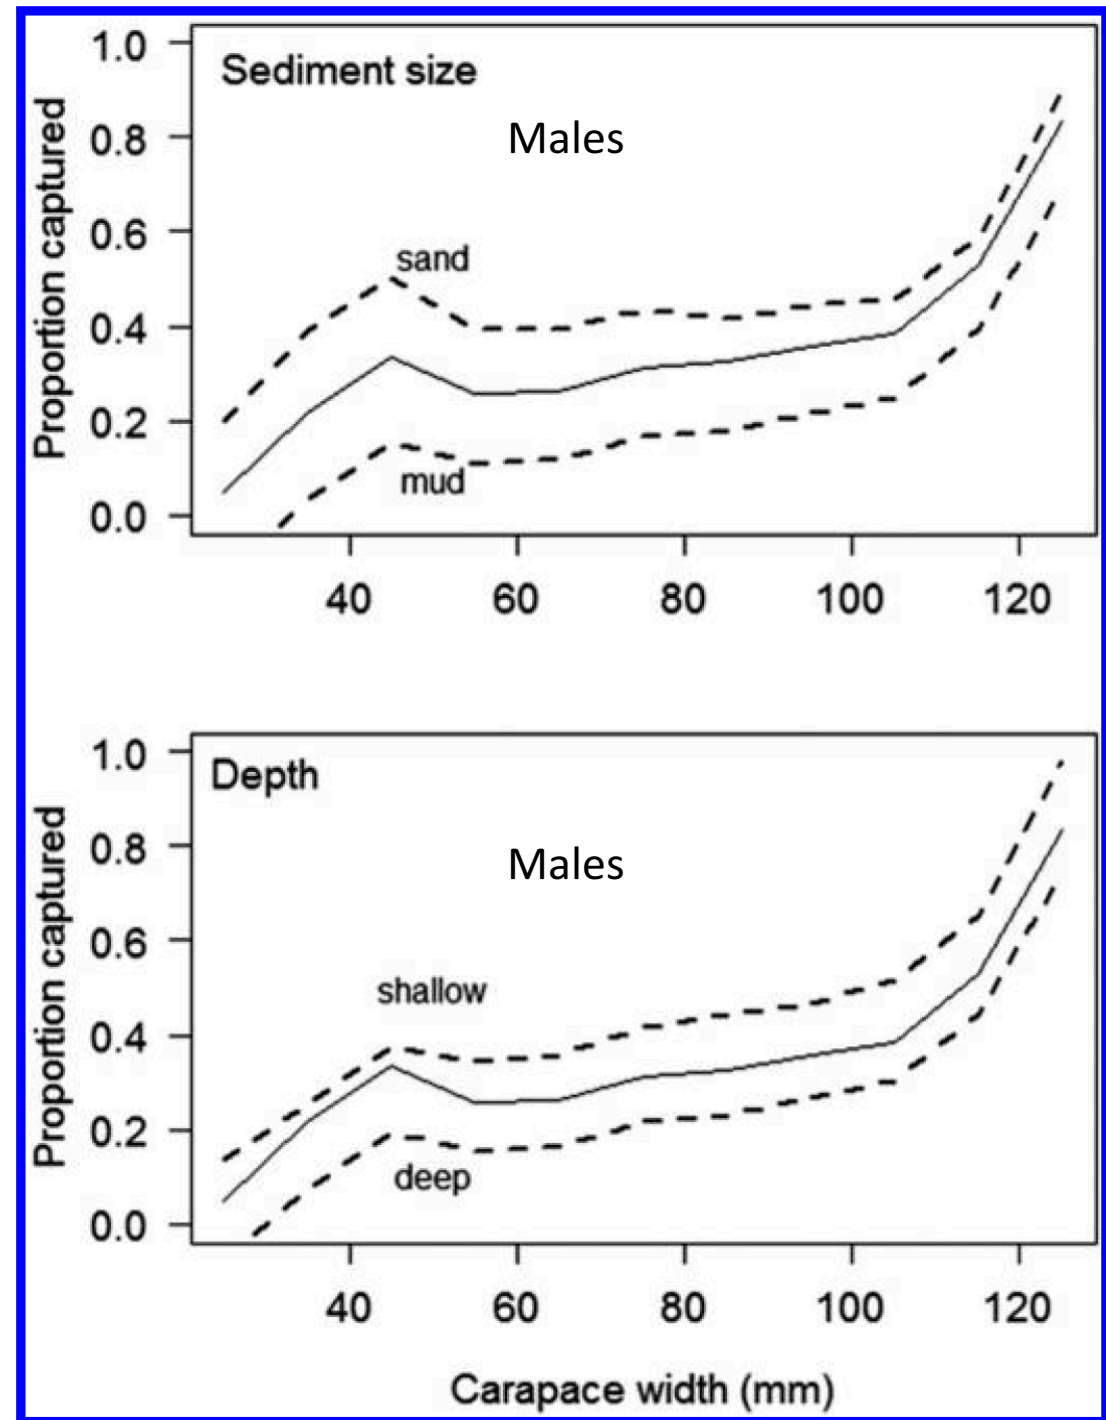 Sediment size
Males
sand
mud
Proportion captured
1.0
0.8
0.6
0.4
0.2
0.0
40 60 80 100 120
Depth
Males
shallow
deep
Proportion captured
1.0
0.8
0.6
0.4
0.2
0.0
40 60 80 100 120
Carapace width (mm)